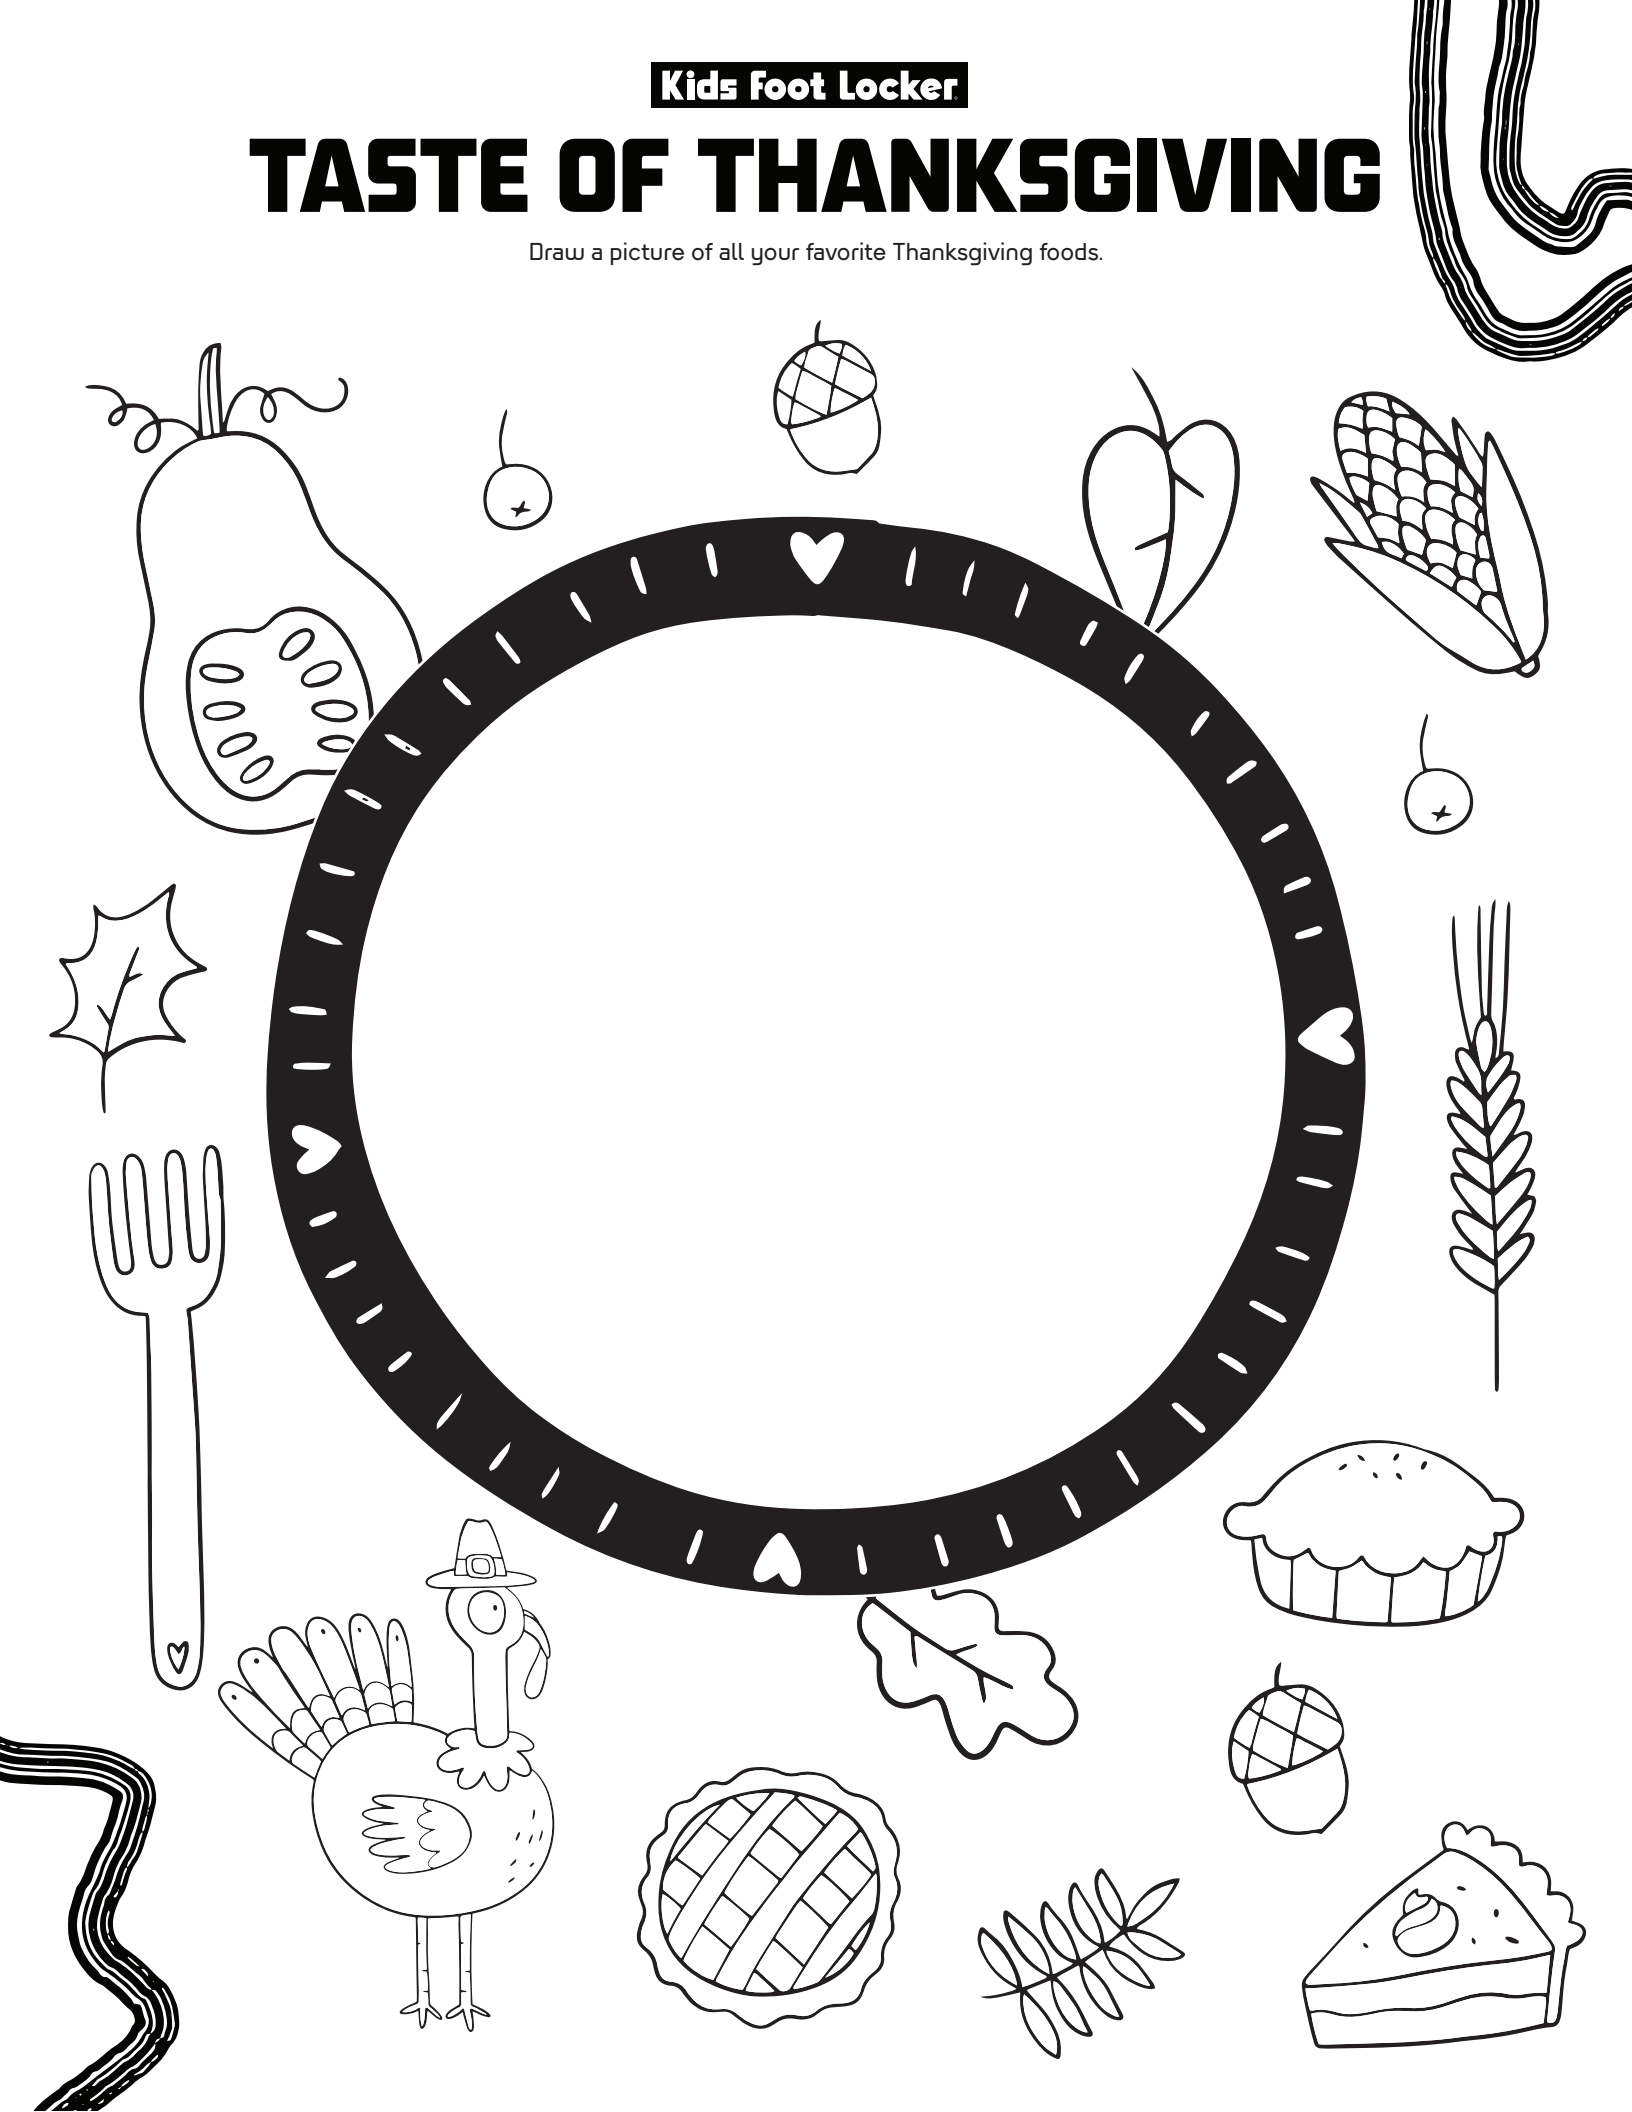 Kids Foot Locker
TASTE OF THANKSGIVING
Draw a picture of all your favorite Thanksgiving foods.